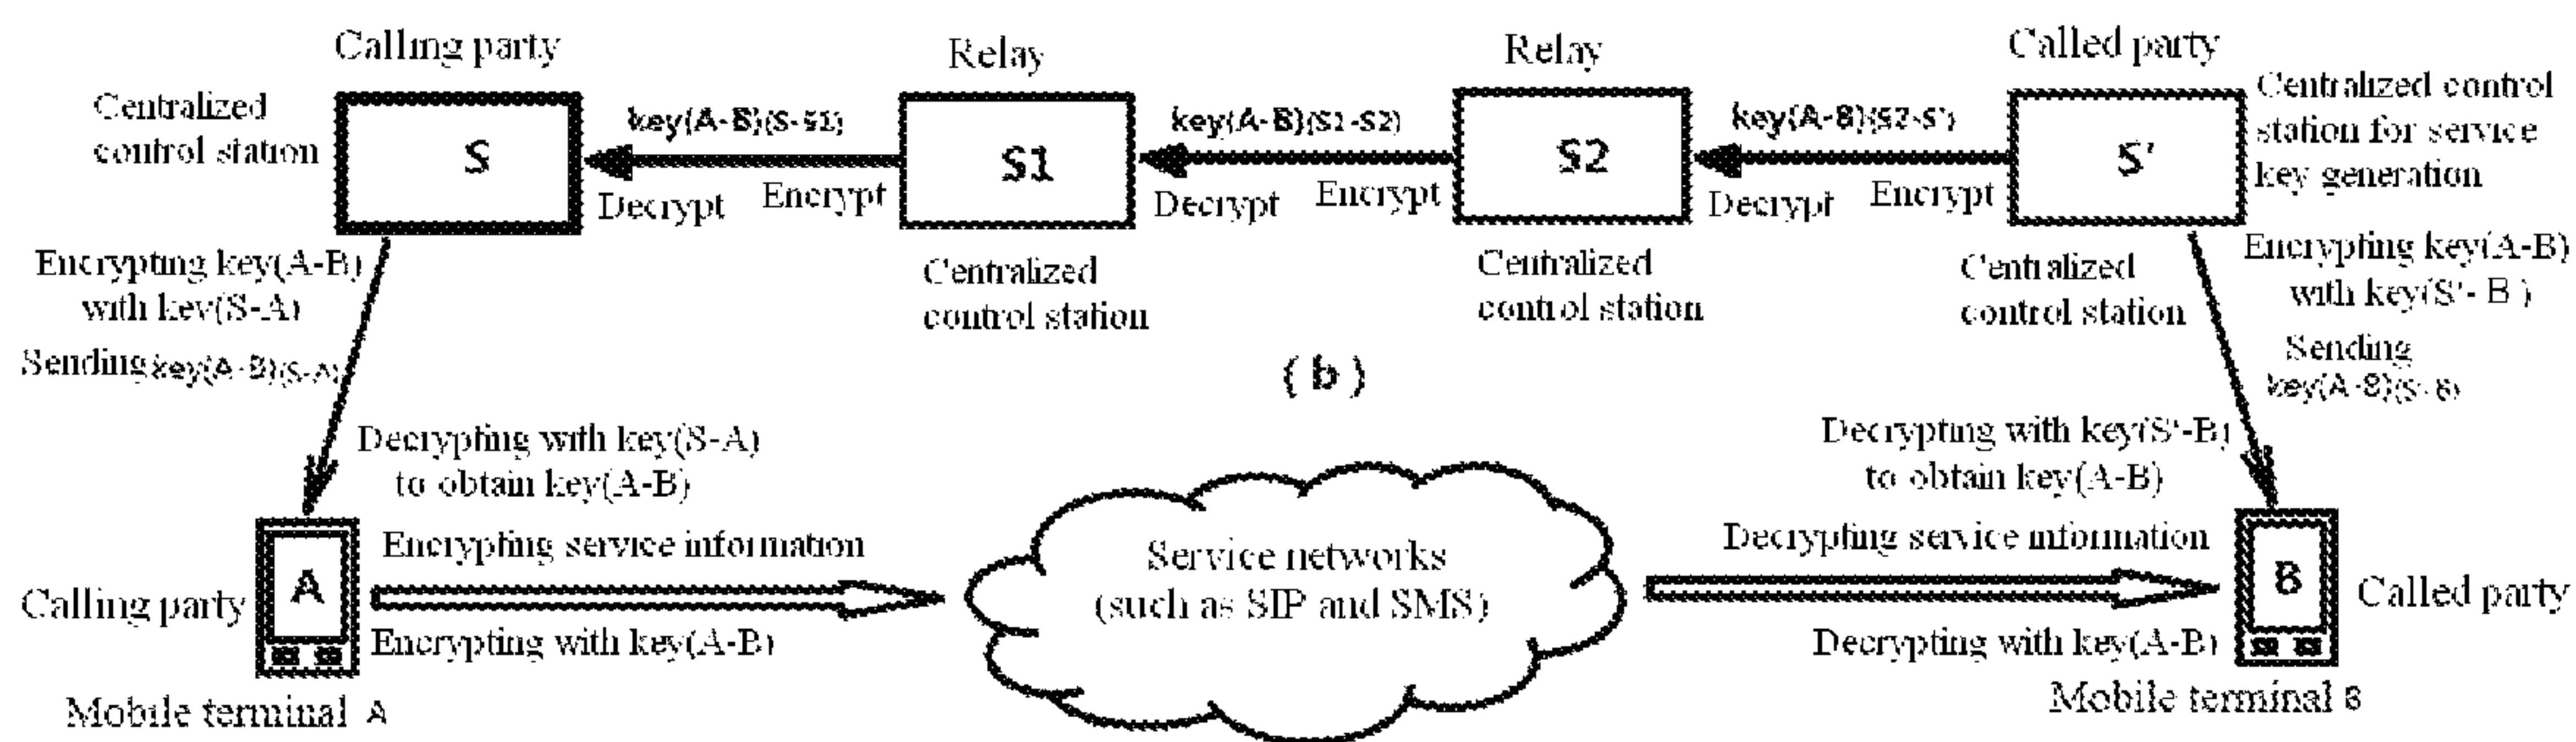 Calling party
Relay
Relay
Called party
Centralized
control station
S
key(A-B)(S-S1)
Decrypt
Encrypt
S1
key(A-B)(S1-S2)
Decrypt
Encrypt
S2
key(A-B)(S2-S')
Decrypt
Encrypt
S'
Centralized control
station for service
key generation
Encrypting key(A-B)
with key(S-A)
Centralized
control station
Centralized
control station
Centralized
control station
Encrypting key(A-B)
with key(S'- B )
Sending key(A-B)(S-A)
( b )
Sending
key(A-B)(S'-B)
Decrypting with key(S-A)
to obtain key(A-B)
Decrypting with key(S'-B)
to obtain key(A-B)
Calling party
A
Encrypting service information
Encrypting with key(A-B)
Service networks
(such as SIP and SMS)
Decrypting service information
Decrypting with key(A-B)
B
Called party
Mobile terminal A
Mobile terminal B